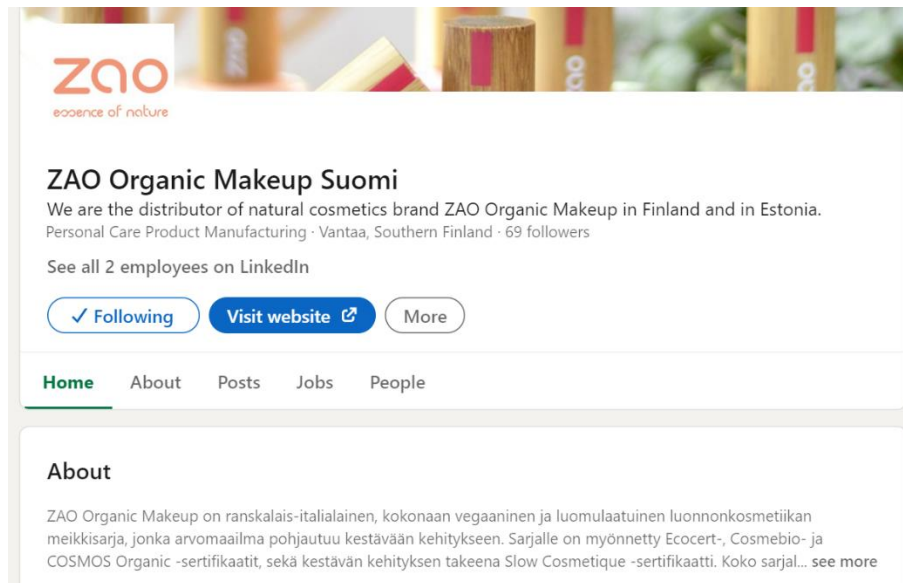 zao
zao
zao
zao
essence of nature
ZAO Organic Makeup Suomi
We are the distributor of natural cosmetics brand ZAO Organic Makeup in Finland and in Estonia.
Personal Care Product Manufacturing · Vantaa, Southern Finland · 69 followers
See all 2 employees on LinkedIn
Following
Visit website
More
Home About Posts Jobs People
About
ZAO Organic Makeup on ranskalais-italialainen, kokonaan vegaaninen ja luomulaatuinen luonnonkosmetiikan
meikkisarja, jonka arvomaailma pohjautuu kestävään kehitykseen. Sarjalle on myönnetty Ecocert-, Cosmebio- ja
COSMOS Organic -sertifikaatit, sekä kestävän kehityksen takeena Slow Cosmetique -sertifikaatti. Koko sarjal... see more